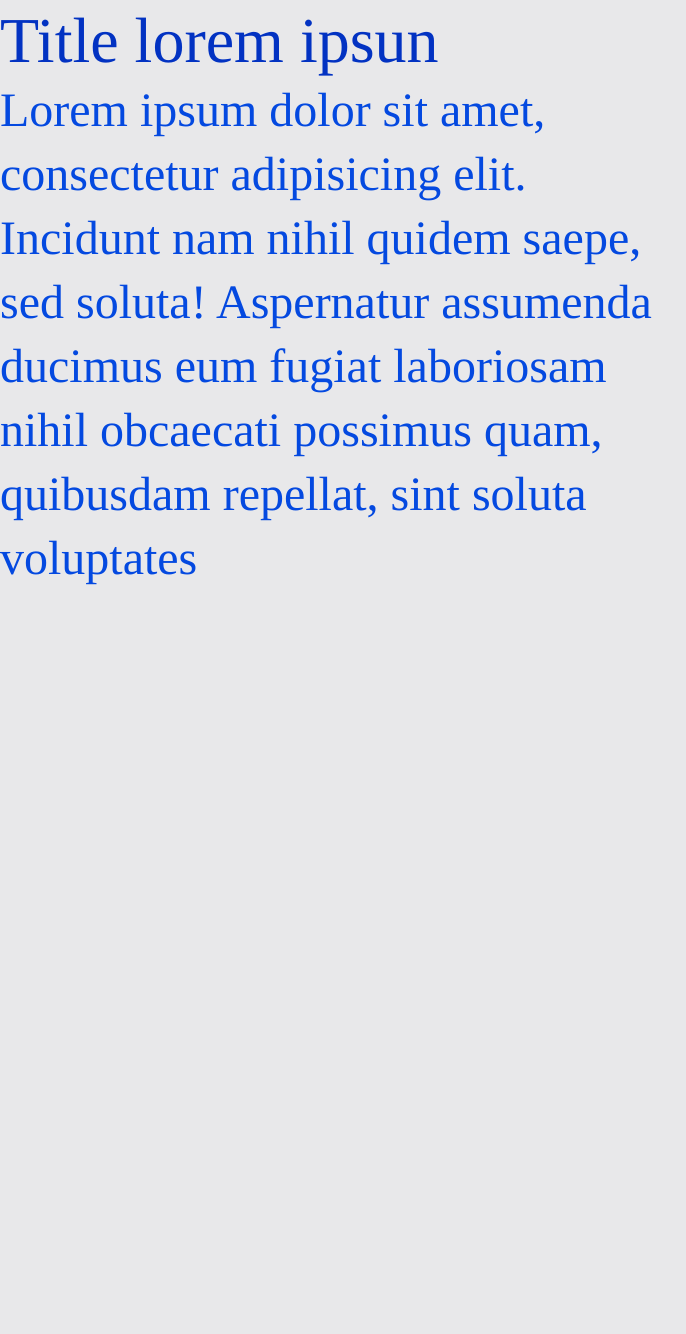 Title lorem ipsun
Lorem ipsum dolor sit amet,
consectetur adipisicing elit.
Incidunt nam nihil quidem saepe,
sed soluta! Aspernatur assumenda
ducimus eum fugiat laboriosam
nihil obcaecati possimus quam,
quibusdam repellat, sint soluta
voluptates